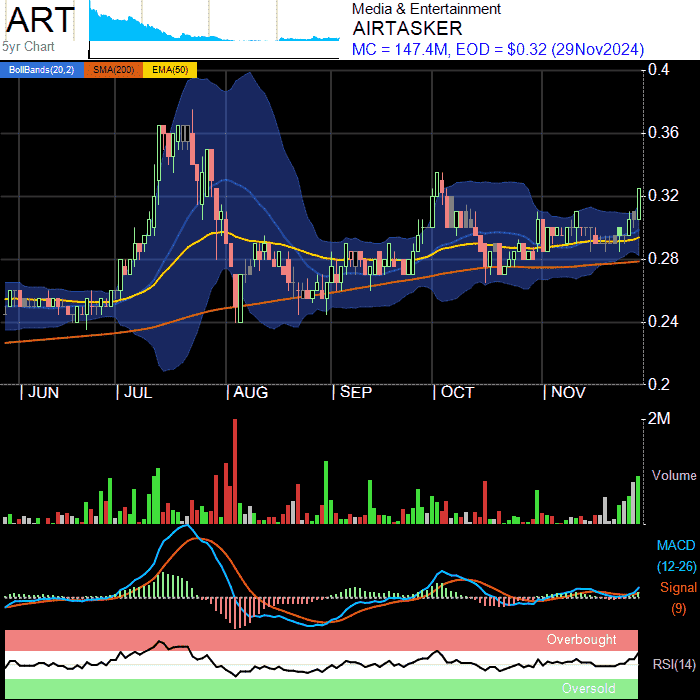 ART
5yr Chart
Media & Entertainment
AIRTASKER
MC = 147.4M, EOD = $0.32 (29Nov2024)
BollBands(20,2) SMA(200) EMA(50)
0.4
0.36
0.32
0.28
0.24
0.2
JUN JUL AUG SEP OCT NOV
2M
Volume
MACD
(12-26)
Signal
(9)
Overbought
RSI(14)
Oversold